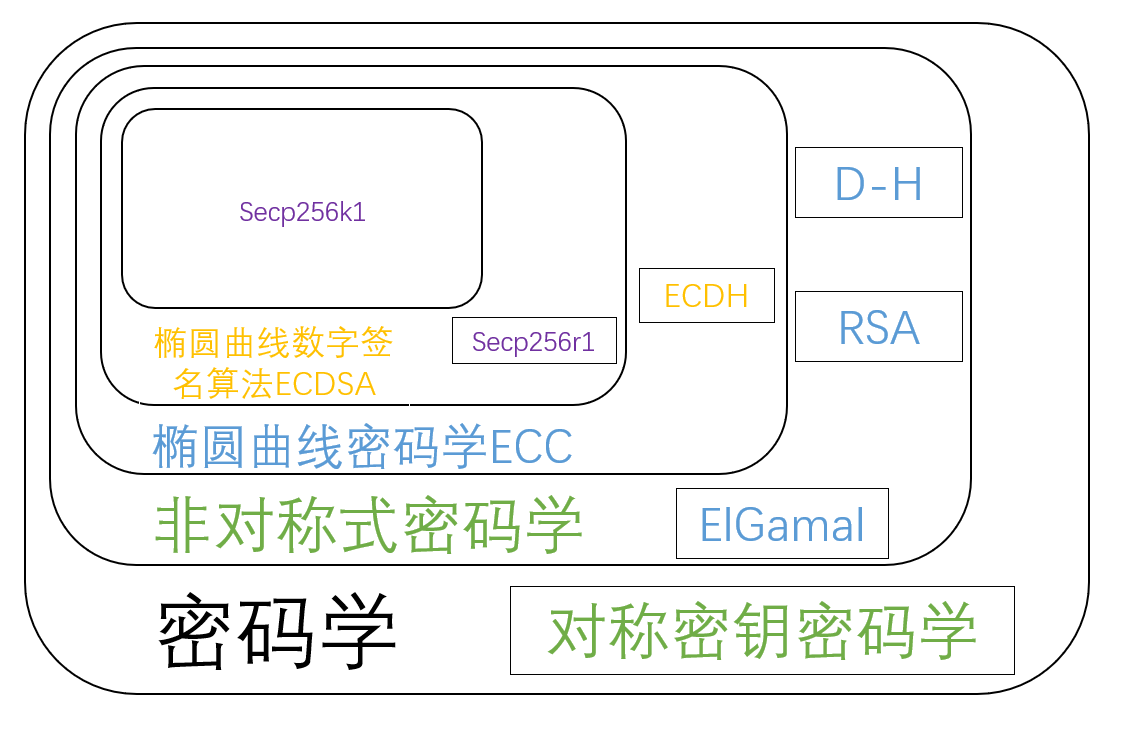 D-H
Secp256k1
ECDH
RSA
椭圆曲线数字签
名算法ECDSA
Secp256r1
椭圆曲线密码学ECC
非对称式密码学
ElGamal
密码学
对称密钥密码学